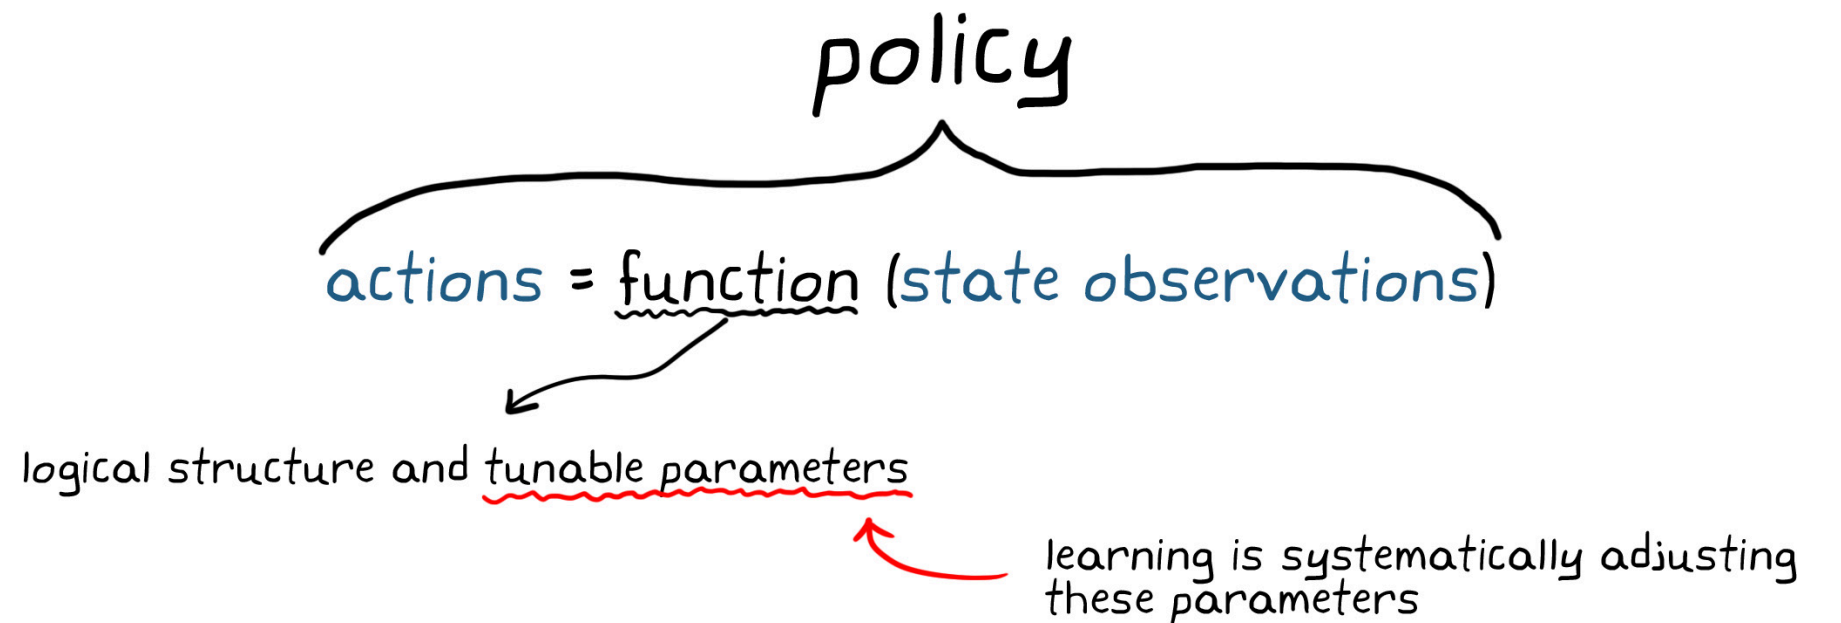 policy
actions = function (state observations)
logical structure and tunable parameters
learning is systematically adjusting
these parameters